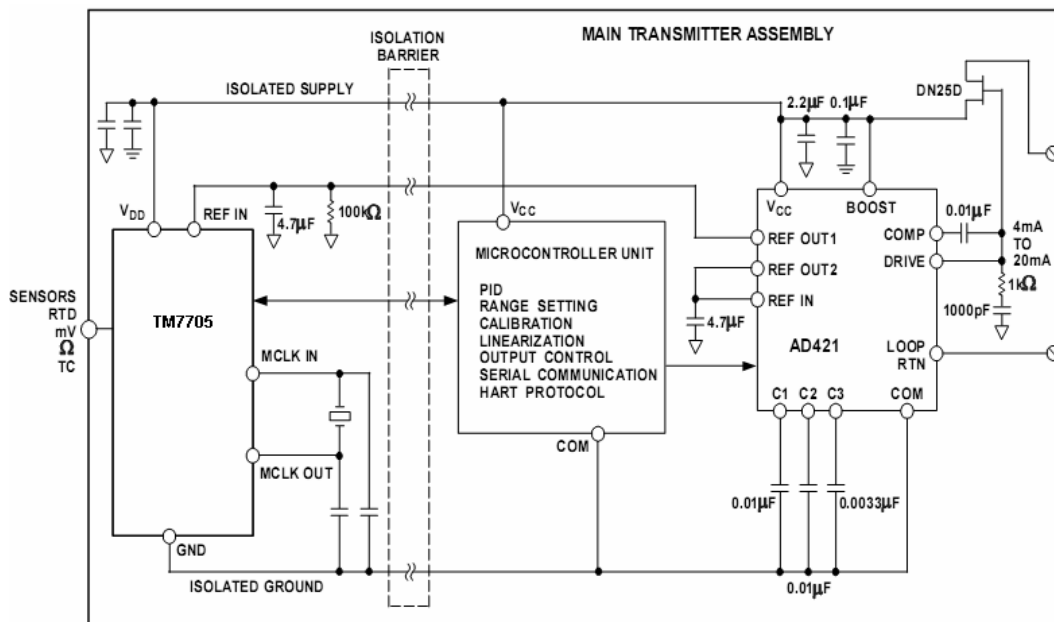 MAIN TRANSMITTER ASSEMBLY
ISOLATION
BARRIER
ISOLATED SUPPLY
DN25D
2.2μF
0.1μF
VDD
REF IN
4.7μF
100kΩ
VCC
VCC
BOOST
0.01μF
COMP
4mA
TO
20mA
REF OUT1
DRIVE
MICROCONTROLLER UNIT
REF OUT2
1kΩ
SENSORS
RTD
mV
Ω
TC
TM7705
PID
RANGE SETTING
CALIBRATION
LINEARIZATION
OUTPUT CONTROL
SERIAL COMMUNICATION
HART PROTOCOL
REF IN
1000pF
4.7μF
AD421
LOOP
RTN
MCLK IN
C1
C2
C3
COM
COM
MCLK OUT
0.01μF
0.0033μF
GND
ISOLATED GROUND
0.01μF